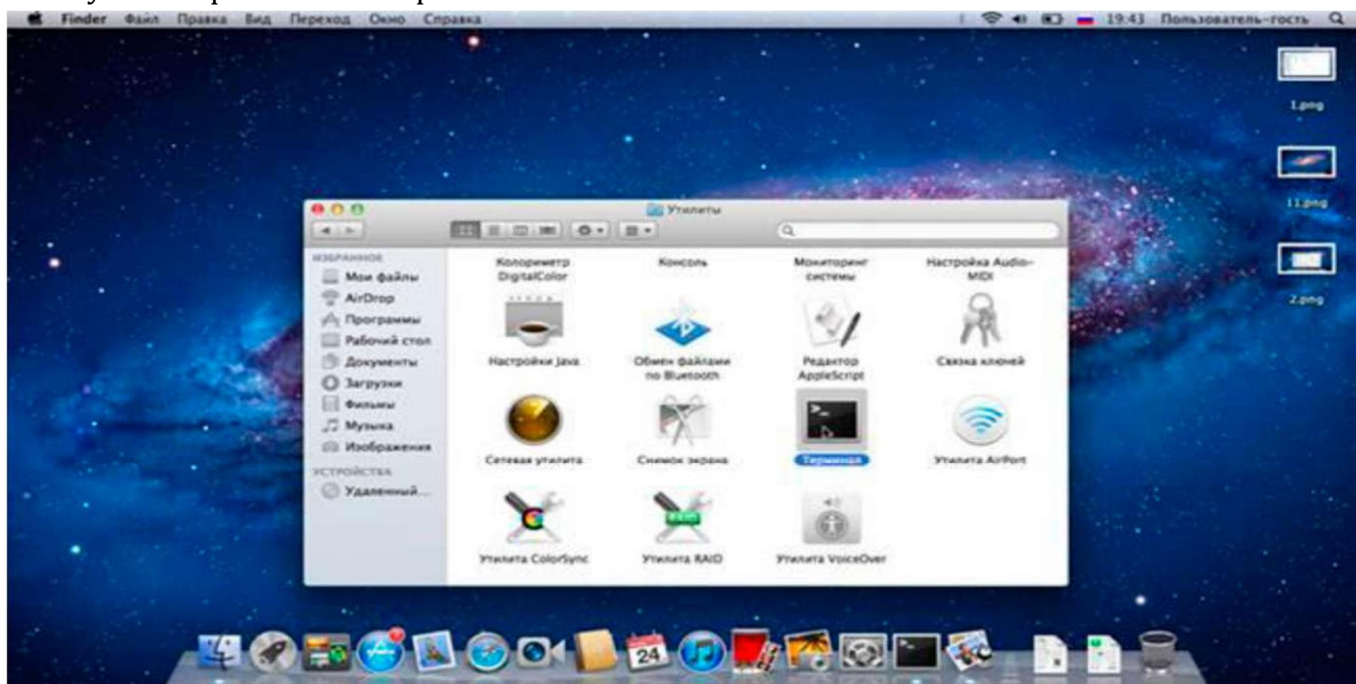 Finder Файл Правка Вид Переход Окно Справка
19:43 Пользователь-гость
1.png
11.png
2.png
Утилиты
ИЗБРАННОЕ
Мои файлы
AirDrop
Программы
Рабочий стол
Документы
Загрузки
Фильмы
Музыка
Изображения
УСТРОЙСТВА
Удаленный...
Колориметр
DigitalColor
Консоль
Мониторинг
системы
Настройка Audio-
MIDI
Настройки Java
Обмен файлами
по Bluetooth
Редактор
AppleScript
Связка ключей
Сетевая утилита
Снимок экрана
Терминал
Утилита AirPort
Утилита ColorSync
Утилита RAID
Утилита VoiceOver
RAID
24